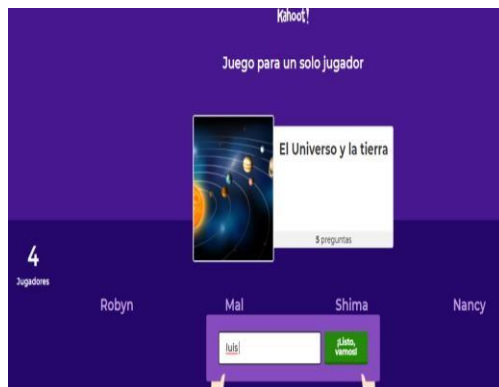 Kahoot!
Juego para un solo jugador
El Universo y la tierra
5 preguntas
4
Jugadores
Robyn Mal Shima Nancy
luis
¡Listo,
vamos!